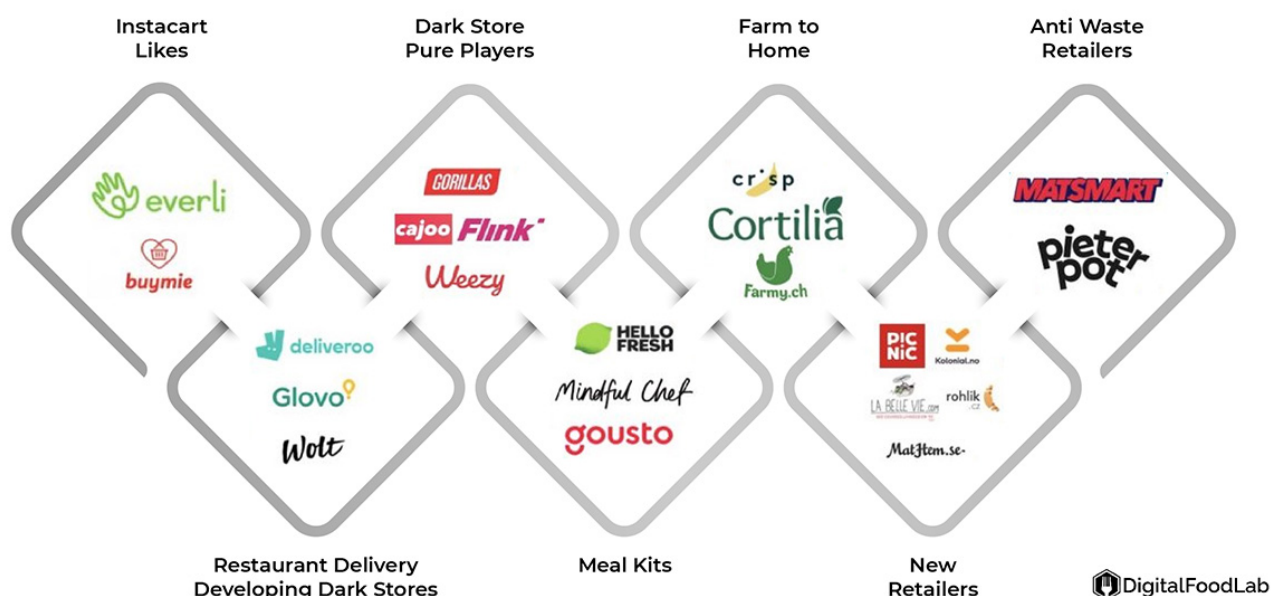 Instacart
Likes
Dark Store
Pure Players
Farm to
Home
Anti Waste
Retailers
everli
buymie
GORILLAS
cajoo Flink
Weezy
crisp
Cortilia
Farmy.ch
MATSMART
pieter
pot
deliveroo
Glovo
Wolt
HELLO
FRESH
Mindful Chef
gousto
PIC
NiC
Kolonial.no
LA BELLE VIE.com
rohlik
.cz
MatHem.se
Restaurant Delivery
Developing Dark Stores
Meal Kits
New
Retailers
DigitalFoodLab